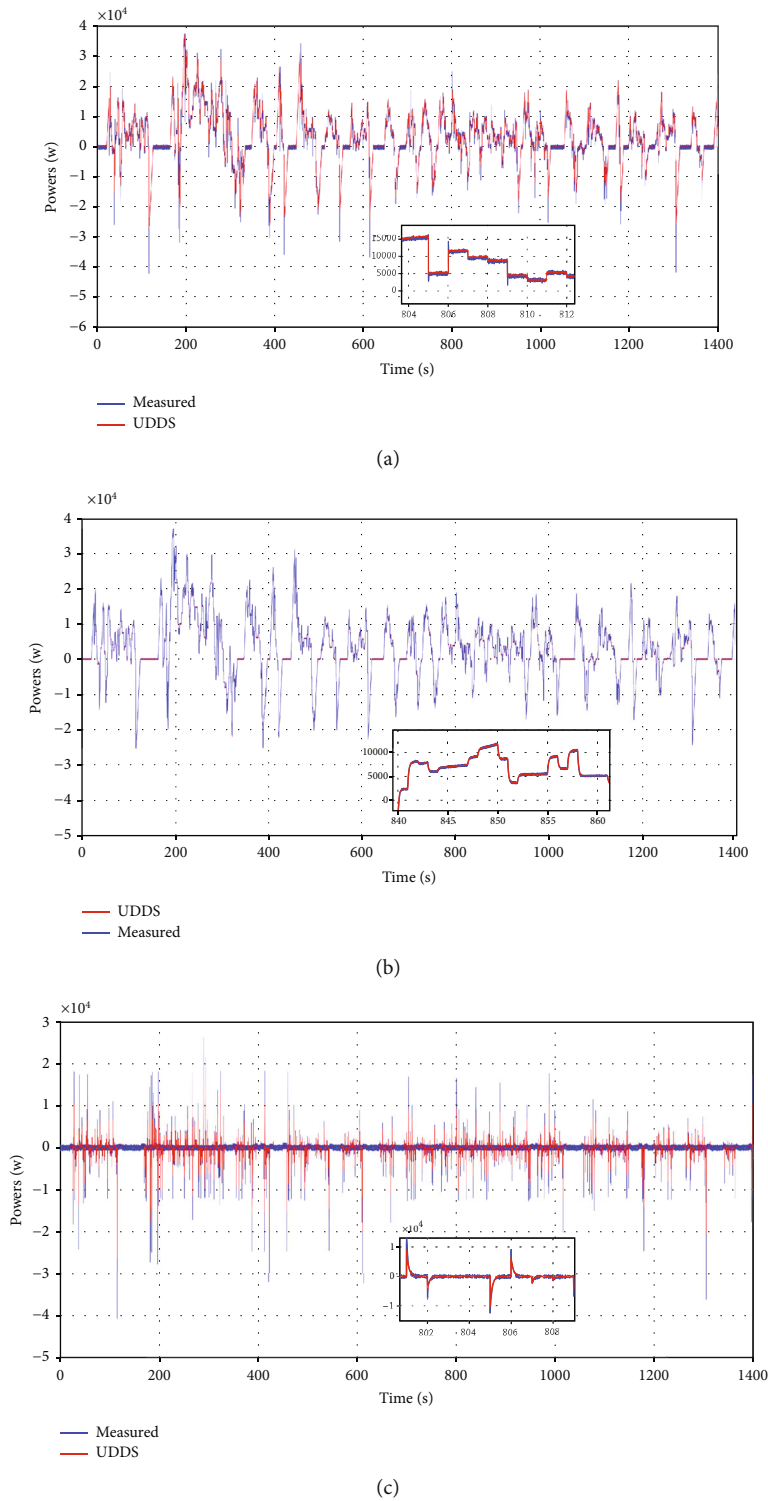 ×10⁴
4
3
2
1
0
−1
−2
−3
−4
−5
−6
Powers (w)
15000
10000
5000
0
804 806 808 810 812
0 200 400 600 800 1000 1200 1400
Time (s)
Measured
UDDS
(a)
×10⁴
4
3
2
1
0
−1
−2
−3
−4
−5
Powers (w)
10000
5000
0
840 845 850 855 860
0 200 400 600 800 1000 1200 1400
Time (s)
UDDS
Measured
(b)
×10⁴
3
2
1
0
−1
−2
−3
−4
−5
Powers (w)
×10⁴
1
0
−1
802 804 806 808
0 200 400 600 800 1000 1200 1400
Time (s)
Measured
UDDS
(c)